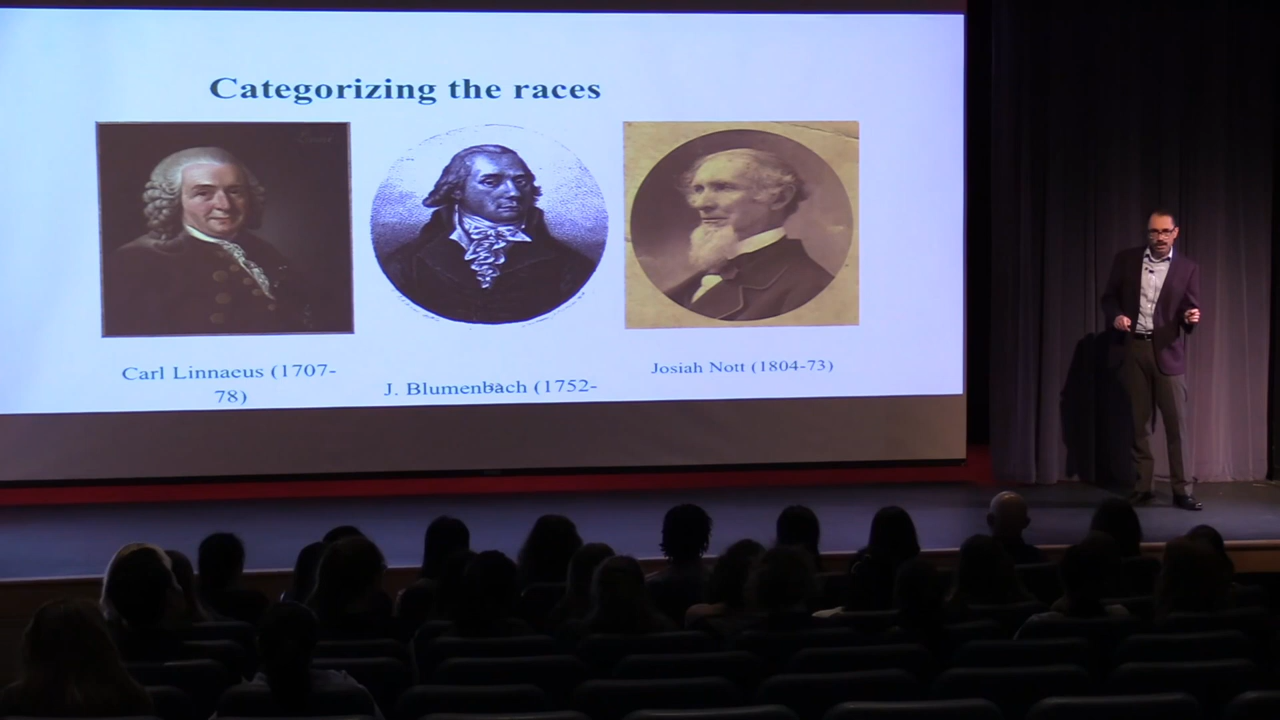 Categorizing the races
Carl Linnaeus (1707-
78)
J. Blumenbach (1752-
Josiah Nott (1804-73)